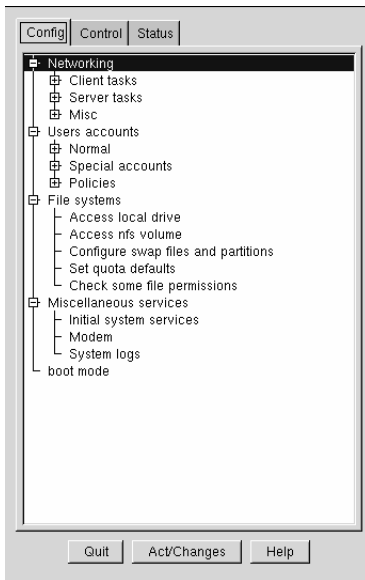 Config Control Status
Networking
Client tasks
Server tasks
Misc
Users accounts
Normal
Special accounts
Policies
File systems
Access local drive
Access nfs volume
Configure swap files and partitions
Set quota defaults
Check some file permissions
Miscellaneous services
Initial system services
Modem
System logs
boot mode
Quit Act/Changes Help